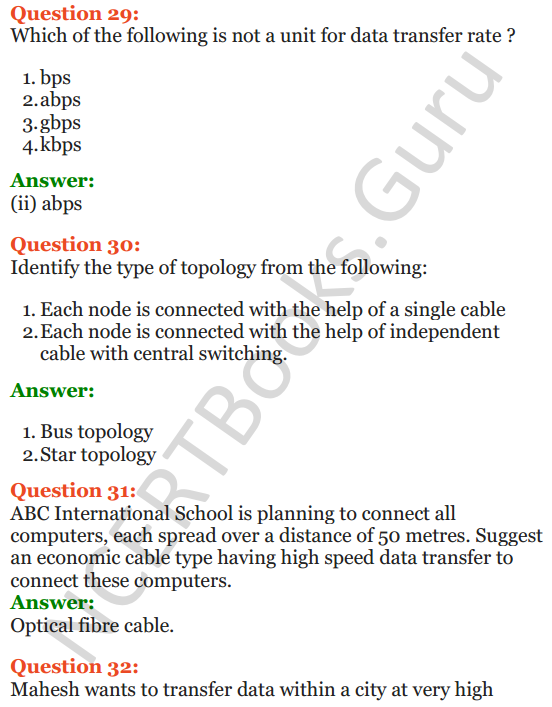 Question 29:
Which of the following is not a unit for data transfer rate ?
1. bps
2. abps
3. gbps
4. kbps
Answer:
(ii) abps
Question 30:
Identify the type of topology from the following:
1. Each node is connected with the help of a single cable
2. Each node is connected with the help of independent
cable with central switching.
Answer:
1. Bus topology
2. Star topology
Question 31:
ABC International School is planning to connect all
computers, each spread over a distance of 50 metres. Suggest
an economic cable type having high speed data transfer to
connect these computers.
Answer:
Optical fibre cable.
Question 32:
Mahesh wants to transfer data within a city at very high
NCERTBooks.Guru